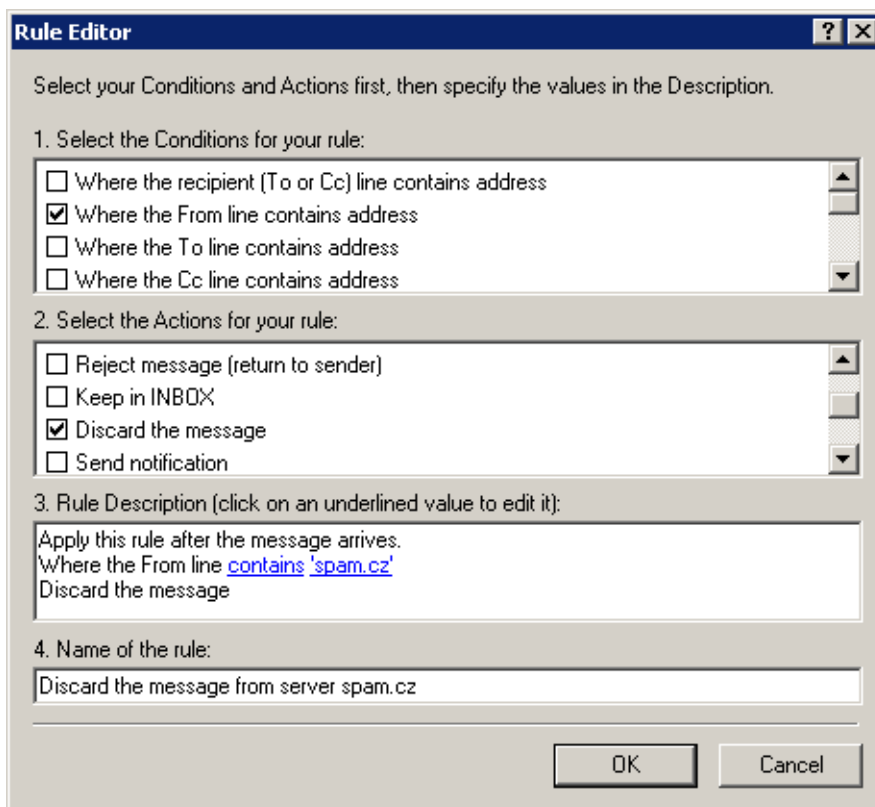 Rule Editor
Select your Conditions and Actions first, then specify the values in the Description.
1. Select the Conditions for your rule:
Where the recipient (To or Cc) line contains address
Where the From line contains address
Where the To line contains address
Where the Cc line contains address
2. Select the Actions for your rule:
Reject message (return to sender)
Keep in INBOX
Discard the message
Send notification
3. Rule Description (click on an underlined value to edit it):
Apply this rule after the message arrives.
Where the From line contains 'spam.cz'
Discard the message
4. Name of the rule:
Discard the message from server spam.cz
OK Cancel